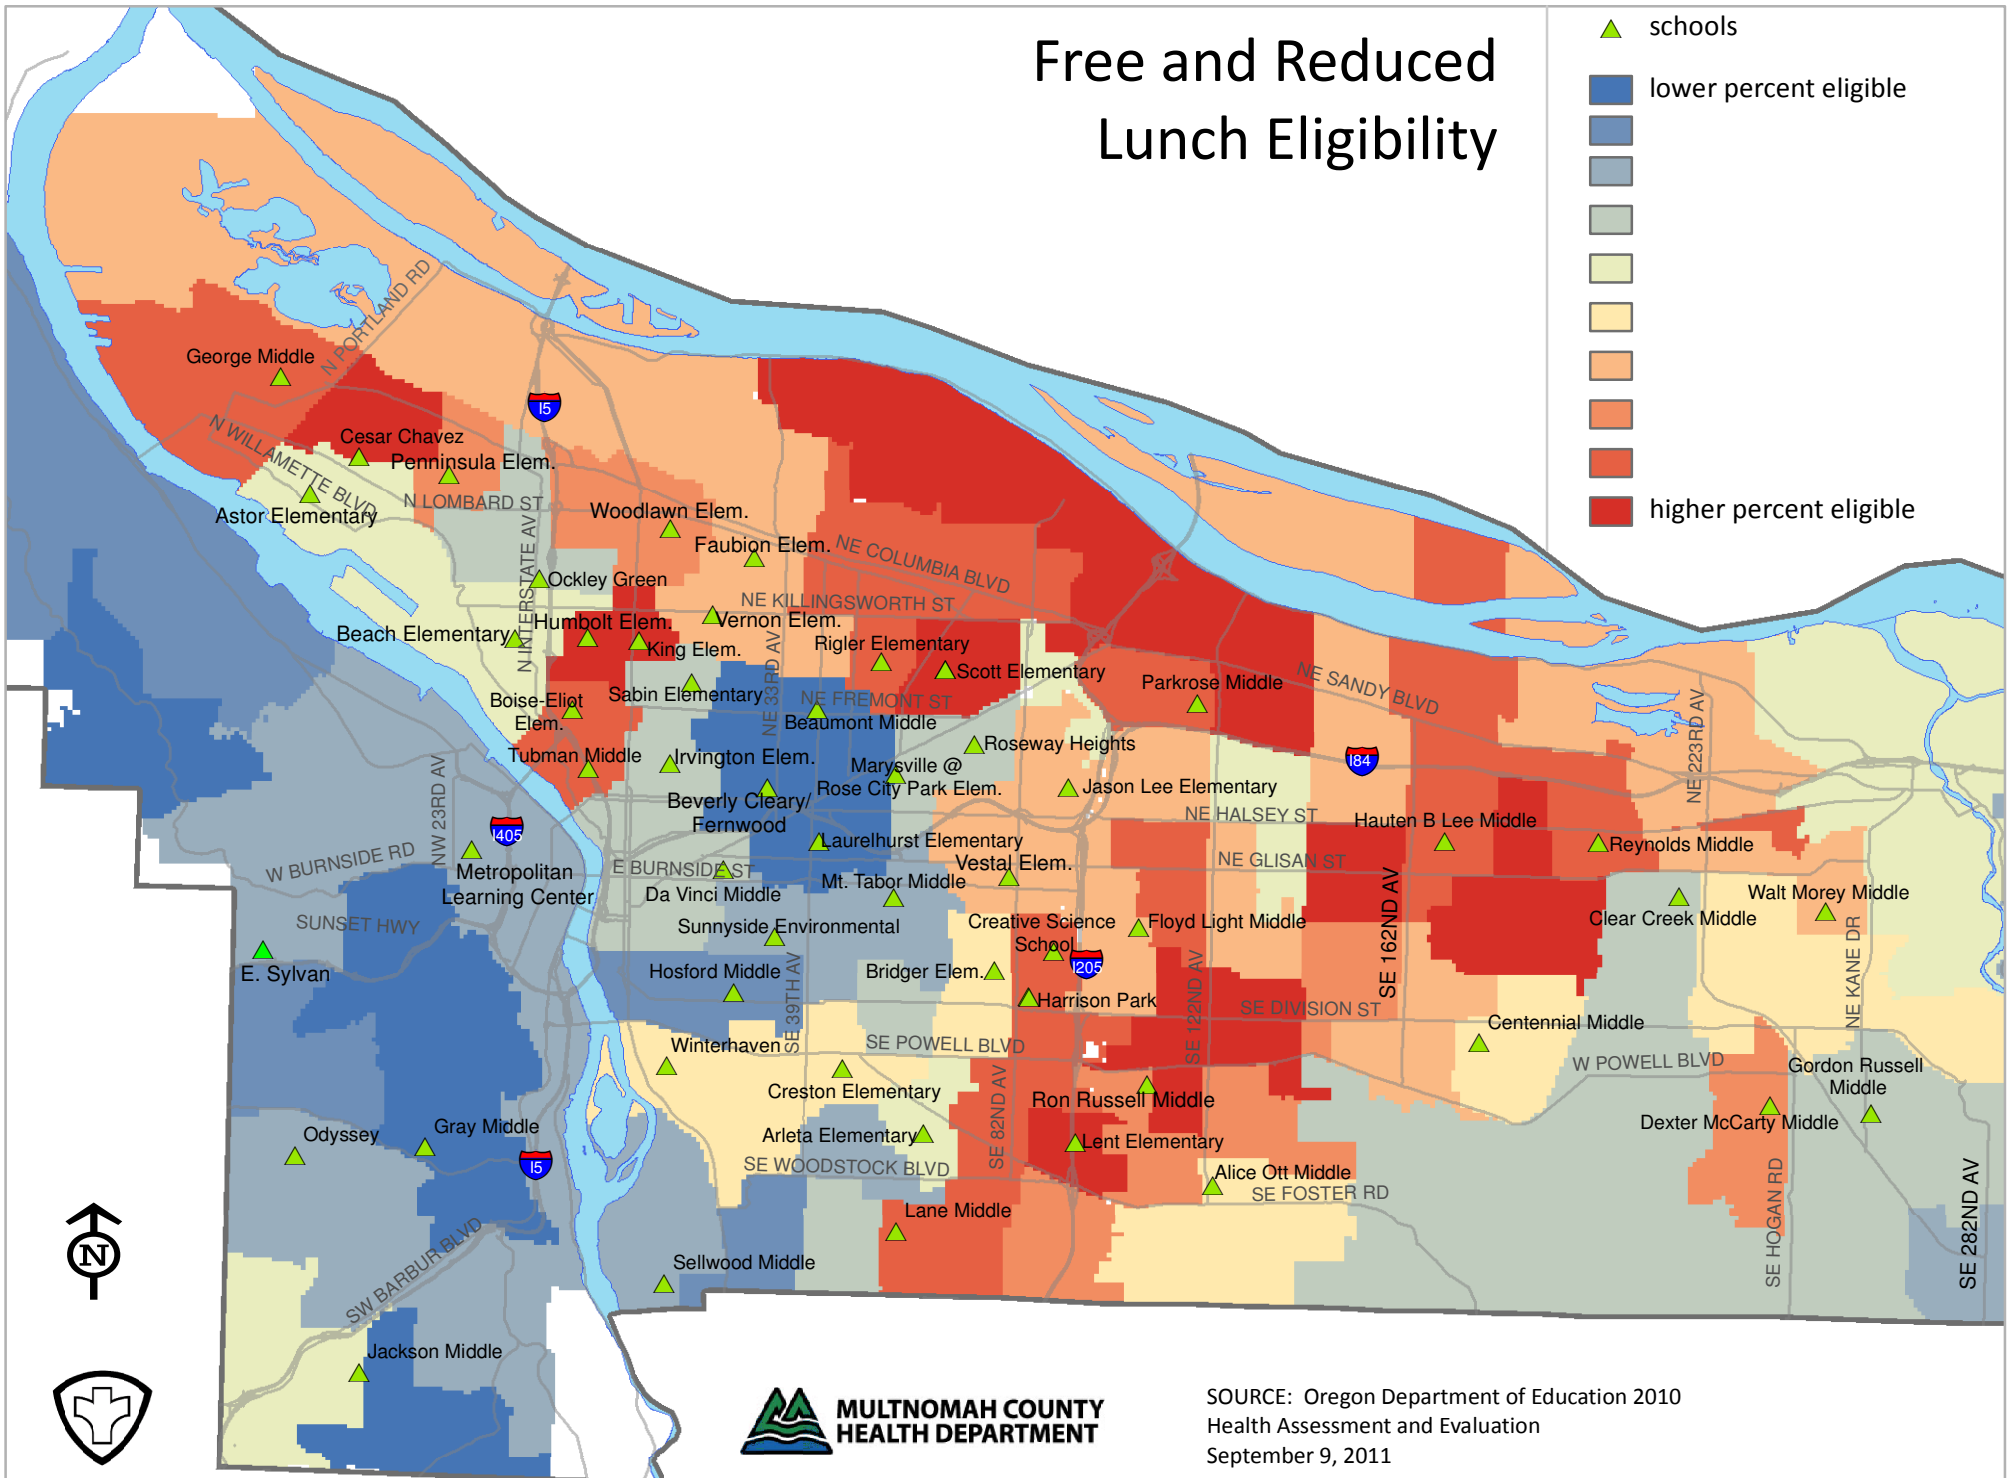 Free and Reduced
Lunch Eligibility
schools
lower percent eligible
higher percent eligible
N PORTLAND RD
George Middle
I5
N WILLAMETTE BLVD
Cesar Chavez
Penninsula Elem.
N LOMBARD ST
Astor Elementary
Woodlawn Elem.
Faubion Elem.
NE COLUMBIA BLVD
N INTERSTATE AV
Ockley Green
NE KILLINGSWORTH ST
Humbolt Elem.
Vernon Elem.
Beach Elementary
King Elem.
NE 33RD AV
Rigler Elementary
Scott Elementary
Parkrose Middle
NE SANDY BLVD
Boise-Eliot
Elem.
Sabin Elementary
NE FREMONT ST
Beaumont Middle
NE 223RD AV
Roseway Heights
Tubman Middle
Irvington Elem.
Marysville @
Rose City Park Elem.
I84
Jason Lee Elementary
NW 23RD AV
Beverly Cleary/
Fernwood
NE HALSEY ST
Hauten B Lee Middle
I405
Laurelhurst Elementary
Reynolds Middle
W BURNSIDE RD
Metropolitan
Learning Center
E BURNSIDE ST
Vestal Elem.
NE GLISAN ST
Da Vinci Middle
Mt. Tabor Middle
SE 162ND AV
Walt Morey Middle
Clear Creek Middle
SUNSET HWY
Sunnyside Environmental
Creative Science
School
Floyd Light Middle
NE KANE DR
E. Sylvan
Hosford Middle
SE 39TH AV
Bridger Elem.
I205
SE 122ND AV
Harrison Park
SE DIVISION ST
Centennial Middle
Winterhaven
SE POWELL BLVD
W POWELL BLVD
Gordon Russell
Middle
Creston Elementary
SE 82ND AV
Ron Russell Middle
Dexter McCarty Middle
Odyssey
Gray Middle
Arleta Elementary
Lent Elementary
I5
SE WOODSTOCK BLVD
Alice Ott Middle
SE FOSTER RD
SE HOGAN RD
SE 282ND AV
Lane Middle
N
SW BARBUR BLVD
Sellwood Middle
Jackson Middle
MULTNOMAH COUNTY
HEALTH DEPARTMENT
SOURCE: Oregon Department of Education 2010
Health Assessment and Evaluation
September 9, 2011